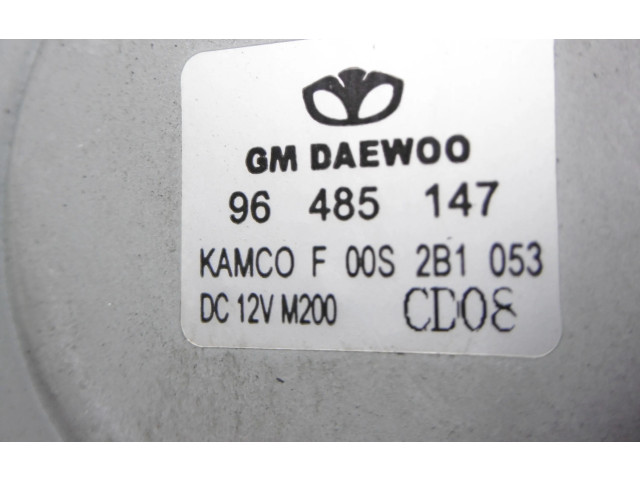 GM DAEWOO
96 485 147
KAMCO F 00S 2B1 053
DC 12V M200 CD08